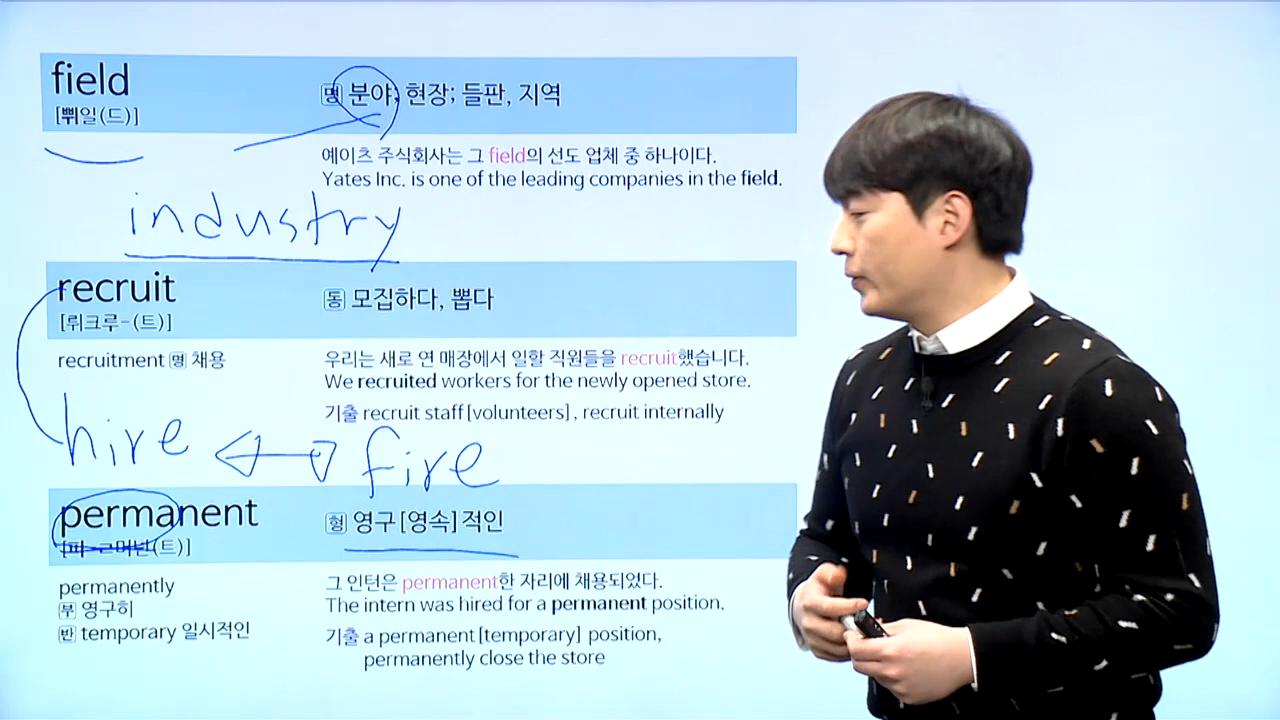 field
명 분야; 현장; 들판, 지역
[뿨일(드)]
예이츠 주식회사는 그 field의 선도 업체 중 하나이다.
Yates Inc. is one of the leading companies in the field.
industry
recruit
동 모집하다, 뽑다
[뤼크루-(트)]
recruitment 명 채용
우리는 새로 연 매장에서 일할 직원들을 recruit했습니다.
We recruited workers for the newly opened store.
기출 recruit staff[volunteers], recruit internally
hire ↔ fire
permanent
형 영구[영속]적인
[퍼-ㄹ머넌(트)]
permanently
부 영구히
반 temporary 일시적인
그 인턴은 permanent한 자리에 채용되었다.
The intern was hired for a permanent position.
기출 a permanent[temporary] position,
permanently close the store